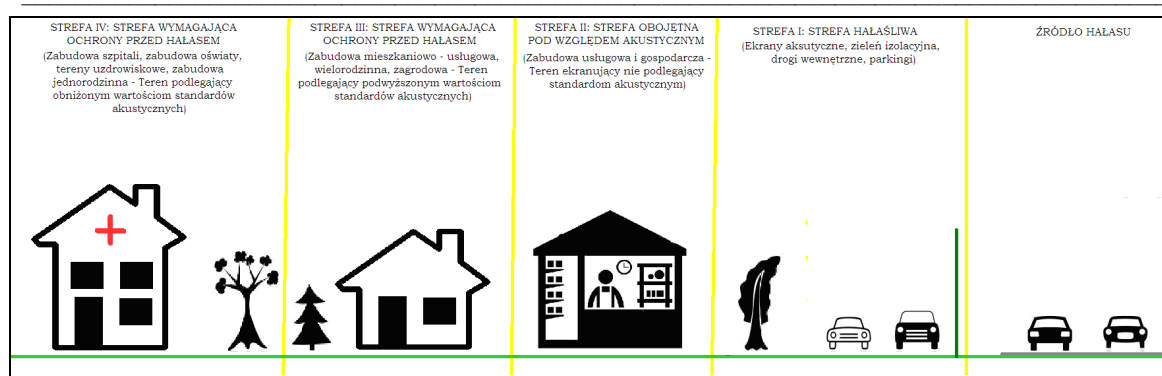 STREFA IV: STREFA WYMAGAJĄCA
OCHRONY PRZED HAŁASEM
(Zabudowa szpitali, zabudowa oświaty,
tereny uzdrowiskowe, zabudowa
jednorodzinna - Teren podlegający
obniżonym wartościom standardów
akustycznych)
STREFA III: STREFA WYMAGAJĄCA
OCHRONY PRZED HAŁASEM
(Zabudowa mieszkaniowo - usługowa,
wielorodzinna, zagrodowa - Teren
podlegający podwyższonym wartościom
standardów akustycznych)
STREFA II: STREFA OBOJĘTNA
POD WZGLĘDEM AKUSTYCZNYM
(Zabudowa usługowa i gospodarcza -
Teren ekranujący nie podlegający
standardom akustycznym)
STREFA I: STREFA HAŁAŚLIWA
(Ekrany aksutyczne, zieleń izolacyjna,
drogi wewnętrzne, parkingi)
ŹRÓDŁO HAŁASU